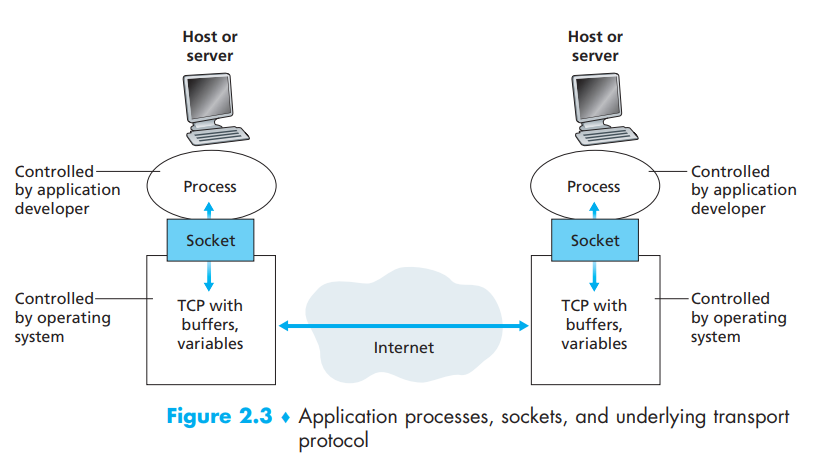 Host or
server
Host or
server
Controlled
by application
developer
Process
Process
Controlled
by application
developer
Socket
Socket
Controlled
by operating
system
TCP with
buffers,
variables
Internet
TCP with
buffers,
variables
Controlled
by operating
system
Figure 2.3 ♦ Application processes, sockets, and underlying transport
protocol